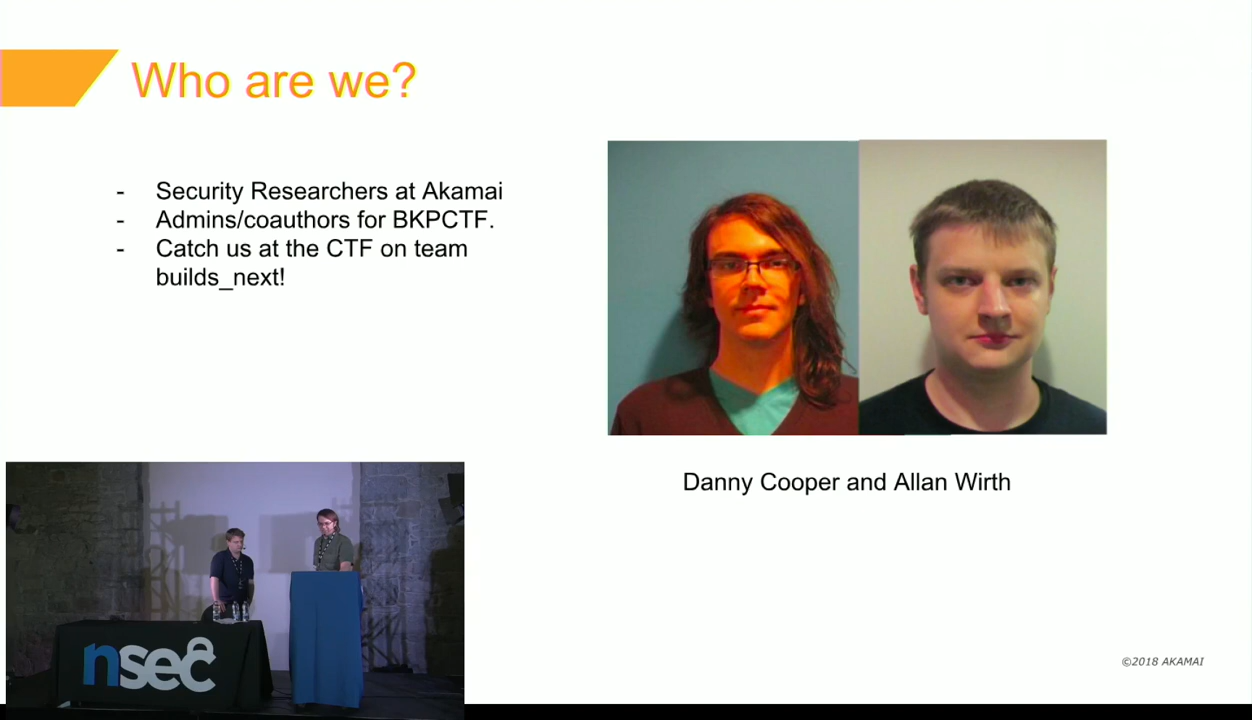 Who are we?
- Security Researchers at Akamai
- Admins/coauthors for BKPCTF.
- Catch us at the CTF on team
builds_next!
Danny Cooper and Allan Wirth
nsec
©2018 AKAMAI